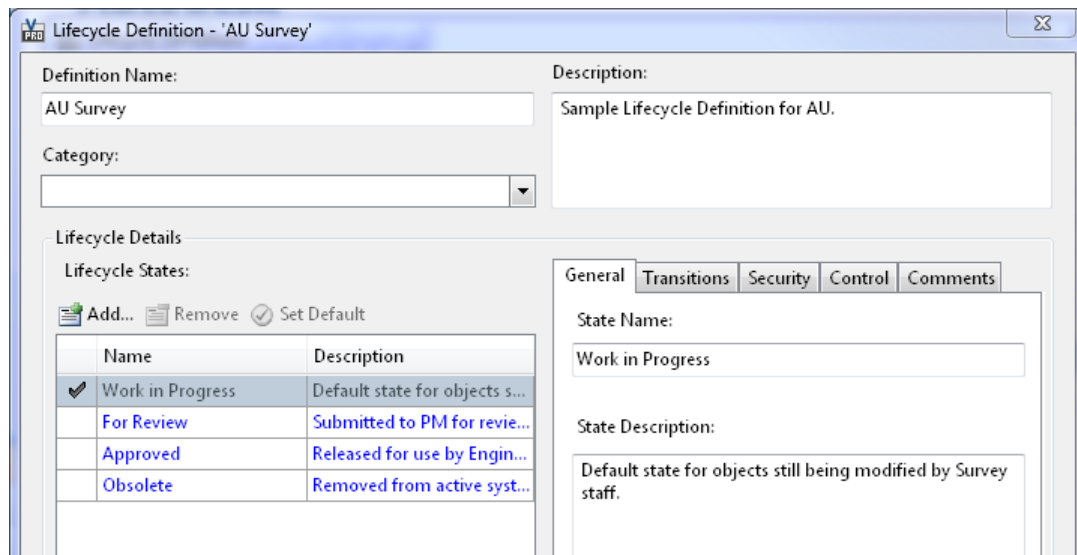 PRO Lifecycle Definition - 'AU Survey'
Definition Name:
AU Survey
Description:
Sample Lifecycle Definition for AU.
Category:
Lifecycle Details
Lifecycle States:
Add... Remove Set Default
Name Description
Work in Progress Default state for objects s...
For Review Submitted to PM for revie...
Approved Released for use by Engin...
Obsolete Removed from active syst...
General Transitions Security Control Comments
State Name:
Work in Progress
State Description:
Default state for objects still being modified by Survey
staff.